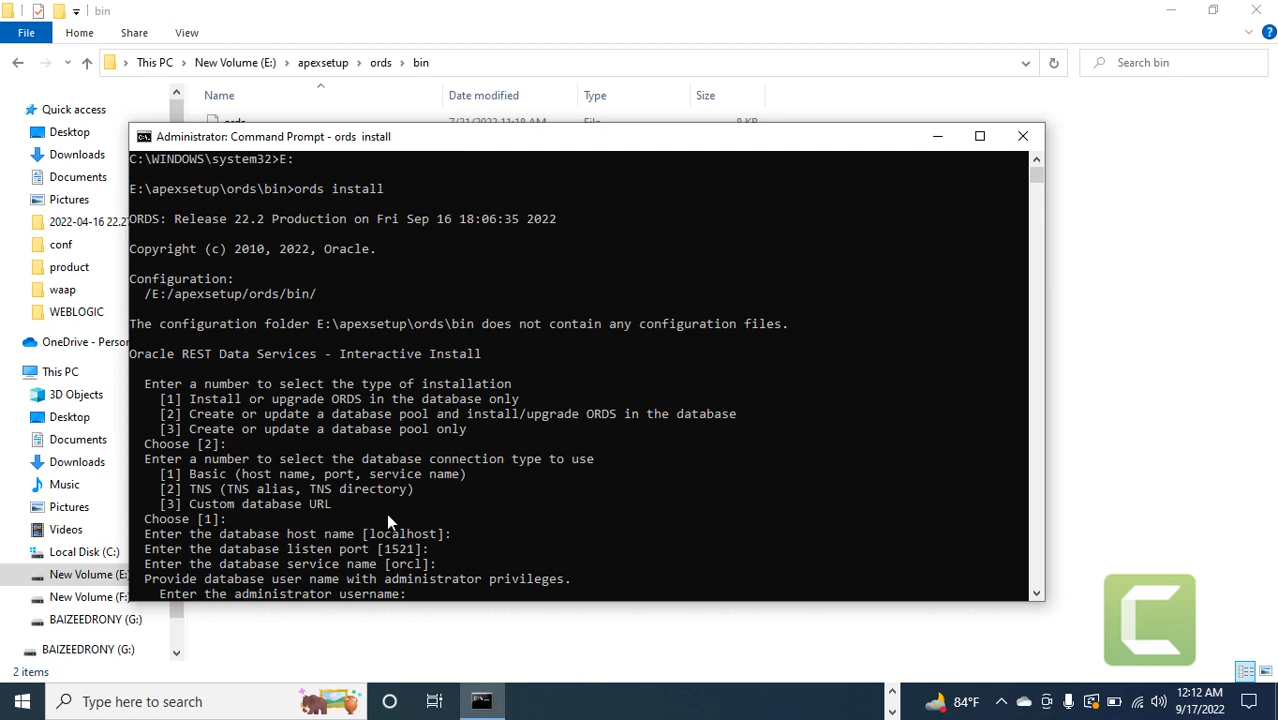 bin
File
Home
Share
View
This PC
New Volume (E:)
apexsetup
ords
bin
Search bin
Name
Date modified
Type
Size
Quick access
Desktop
Downloads
Documents
Pictures
2022-04-16 22.2
conf
product
waap
WEBLOGIC
OneDrive - Perso
This PC
3D Objects
Desktop
Documents
Downloads
Music
Pictures
Videos
Local Disk (C:)
New Volume (E:
New Volume (F:
BAIZEEDRONY (G:)
BAIZEEDRONY (G:)
2 items
Administrator: Command Prompt - ords install
C:\WINDOWS\system32>E:
E:\apexsetup\ords\bin>ords install
ORDS: Release 22.2 Production on Fri Sep 16 18:06:35 2022
Copyright (c) 2010, 2022, Oracle.
Configuration:
/E:/apexsetup/ords/bin/
The configuration folder E:\apexsetup\ords\bin does not contain any configuration files.
Oracle REST Data Services - Interactive Install
Enter a number to select the type of installation
[1] Install or upgrade ORDS in the database only
[2] Create or update a database pool and install/upgrade ORDS in the database
[3] Create or update a database pool only
Choose [2]:
Enter a number to select the database connection type to use
[1] Basic (host name, port, service name)
[2] TNS (TNS alias, TNS directory)
[3] Custom database URL
Choose [1]:
Enter the database host name [localhost]:
Enter the database listen port [1521]:
Enter the database service name [orcl]:
Provide database user name with administrator privileges.
Enter the administrator username:
Type here to search
84°F
12:12 AM
9/17/2022